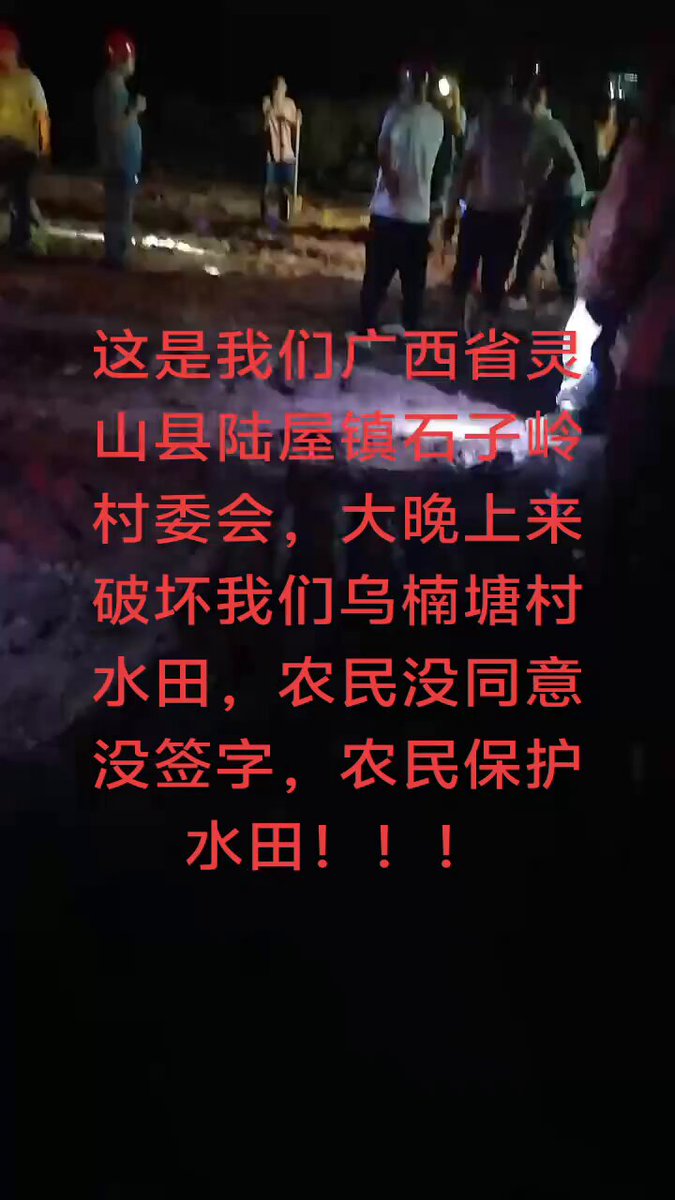 这是我们广西省灵
山县陆屋镇石子岭
村委会，大晚上来
破坏我们乌楠塘村
水田，农民没同意
没签字，农民保护
水田！！！